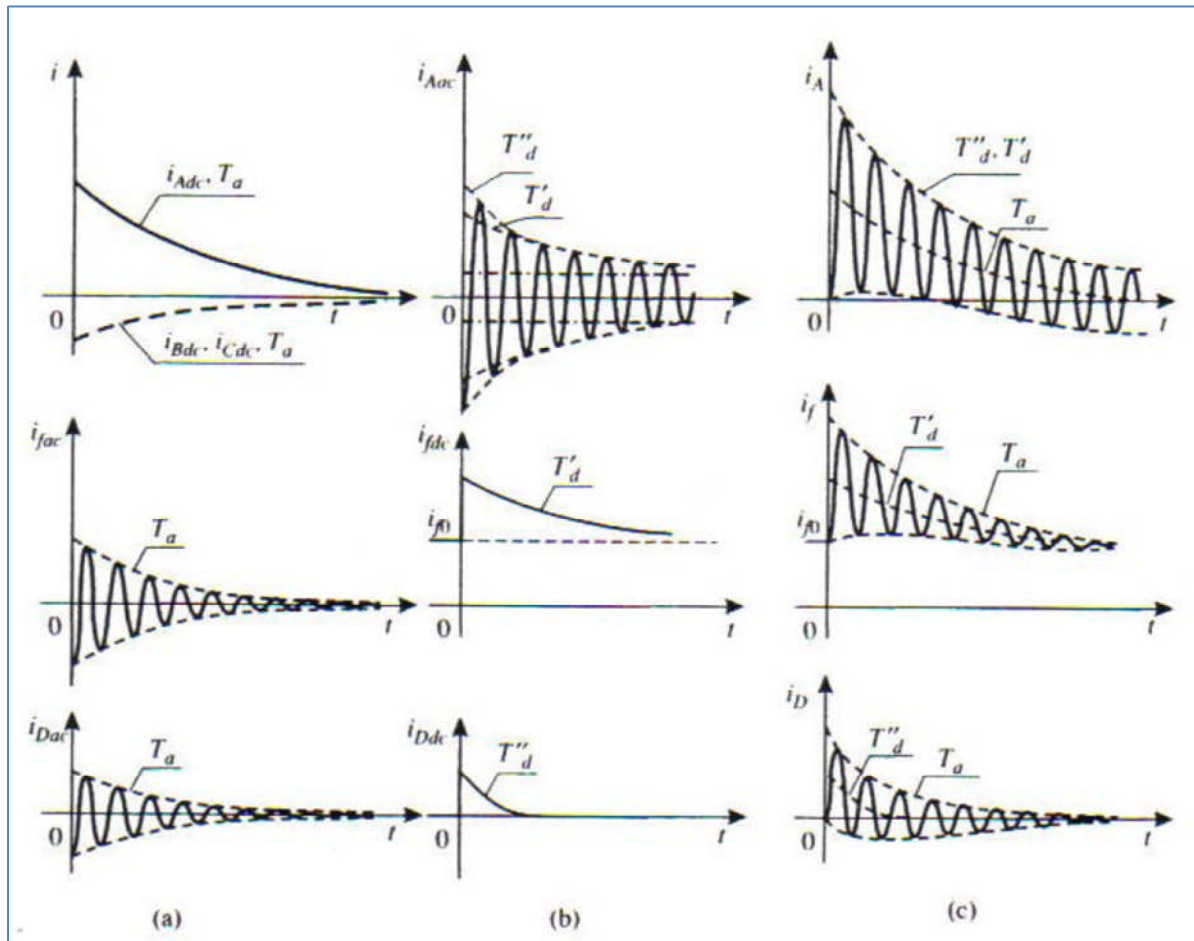 i
i_Adc, T_a
0
t
i_Bdc, i_Cdc, T_a
i_Aac
T''_d
T'_d
0
t
i_A
T''_d, T'_d
T_a
0
t
i_fac
T_a
0
t
i_fdc
T'_d
i_f0
0
t
i_f
T'_d
T_a
i_f0
0
t
i_Dac
T_a
0
t
i_Ddc
T''_d
0
t
i_D
T''_d
T_a
0
t
(a)
(b)
(c)